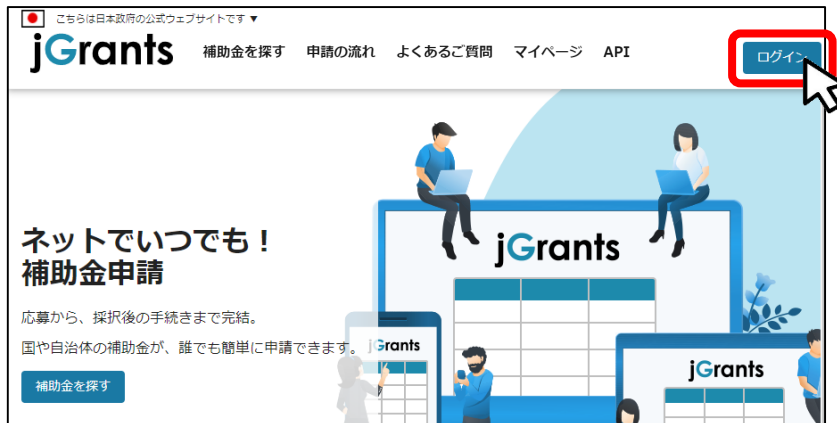 こちらは日本政府の公式ウェブサイトです ▼
jGrants 補助金を探す 申請の流れ よくあるご質問 マイページ API ログイン
jGrants
ネットでいつでも！
補助金申請
応募から、採択後の手続きまで完結。
国や自治体の補助金が、誰でも簡単に申請できます。
jGrants
jGrants
補助金を探す